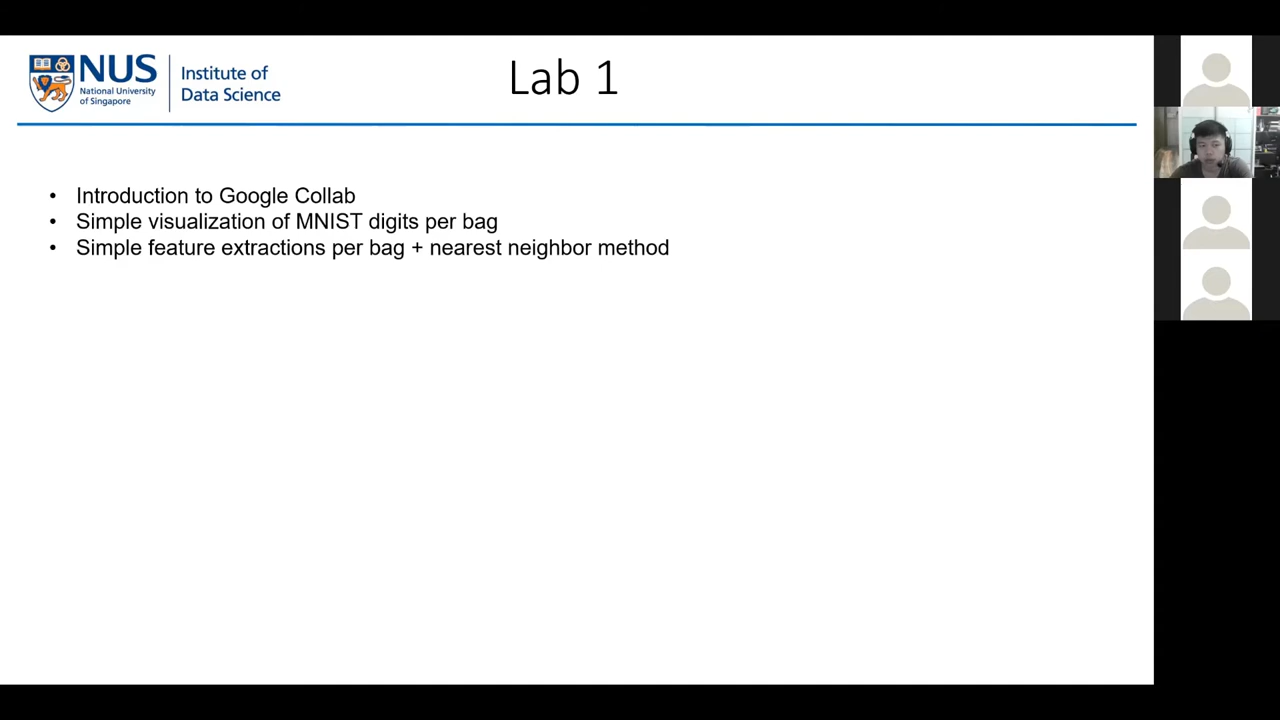 NUS
National University
of Singapore
Institute of
Data Science
Lab 1
• Introduction to Google Collab
• Simple visualization of MNIST digits per bag
• Simple feature extractions per bag + nearest neighbor method